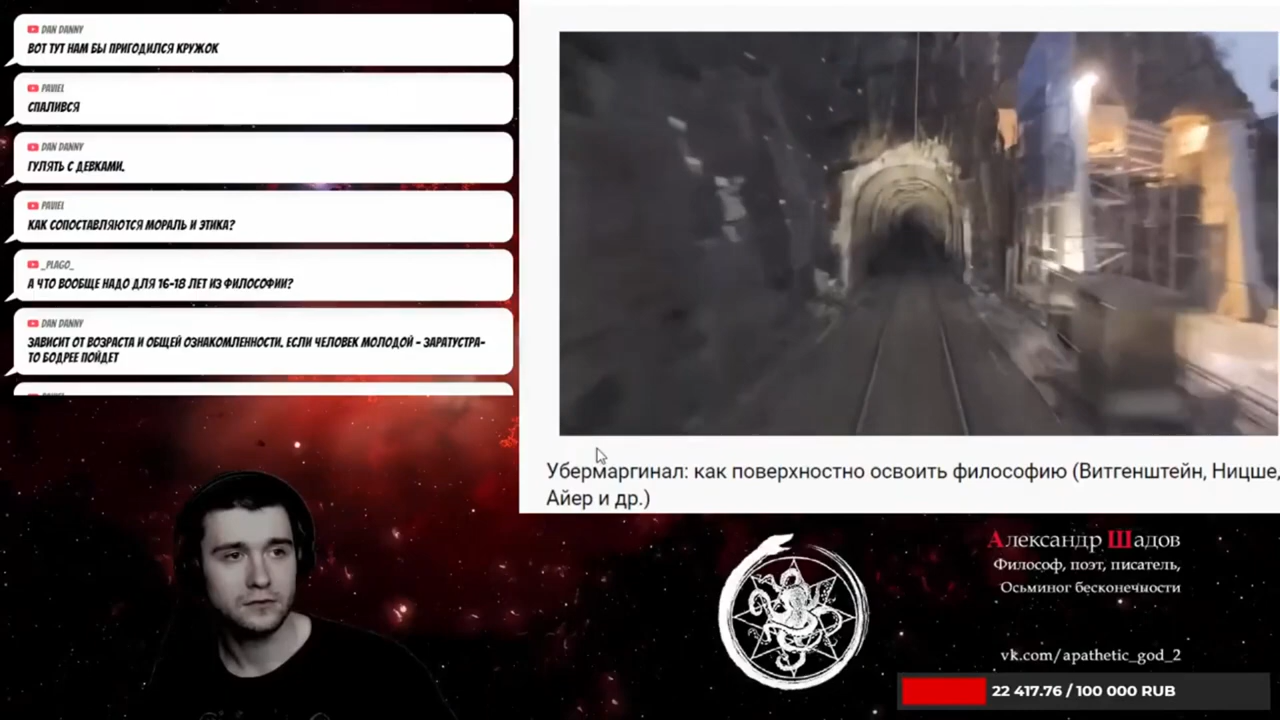 DAN DANNY
ВОТ ТУТ НАМ БЫ ПРИГОДИЛСЯ КРУЖОК
PAVIEL
СПАЛИВСЯ
DAN DANNY
ГУЛЯТЬ С ДЕВКАМИ.
PAVIEL
КАК СОПОСТАВЛЯЮТСЯ МОРАЛЬ И ЭТИКА?
_PLAGO_
А ЧТО ВООБЩЕ НАДО ДЛЯ 16-18 ЛЕТ ИЗ ФИЛОСОФИИ?
DAN DANNY
ЗАВИСИТ ОТ ВОЗРАСТА И ОБЩЕЙ ОЗНАКОМЛЕННОСТИ. ЕСЛИ ЧЕЛОВЕК МОЛОДОЙ - ЗАРАТУСТРА-
ТО БОДРЕЕ ПОЙДЕТ
Убермаргинал: как поверхностно освоить философию (Витгенштейн, Ницше,
Айер и др.)
Александр Шадов
Философ, поэт, писатель,
Осьминог бесконечности
vk.com/apathetic_god_2
22 417.76 / 100 000 RUB